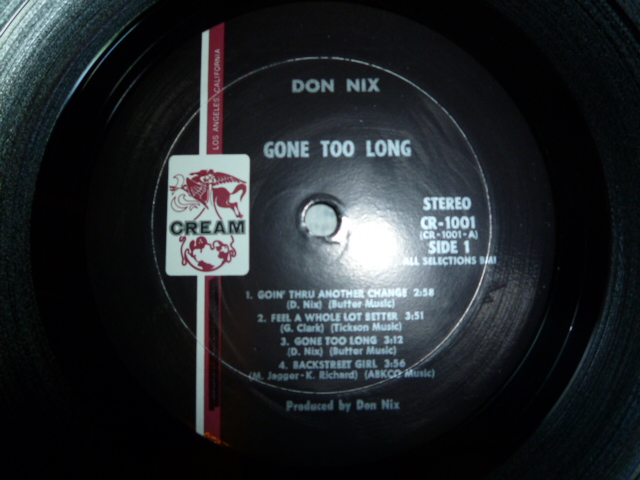 LOS ANGELES, CALIFORNIA
DON NIX
GONE TOO LONG
CREAM
STEREO
CR-1001
(CR-1001-A)
SIDE 1
ALL SELECTIONS BMI
1. GOIN' THRU ANOTHER CHANGE 2:58
(D. Nix) (Butter Music)
2. FEEL A WHOLE LOT BETTER 3:51
(G. Clark) (Tickson Music)
3. GONE TOO LONG 3:12
(D. Nix) (Butter Music)
4. BACKSTREET GIRL 3:56
(M. Jagger-K. Richard) (ABKCO Music)
Produced by Don Nix